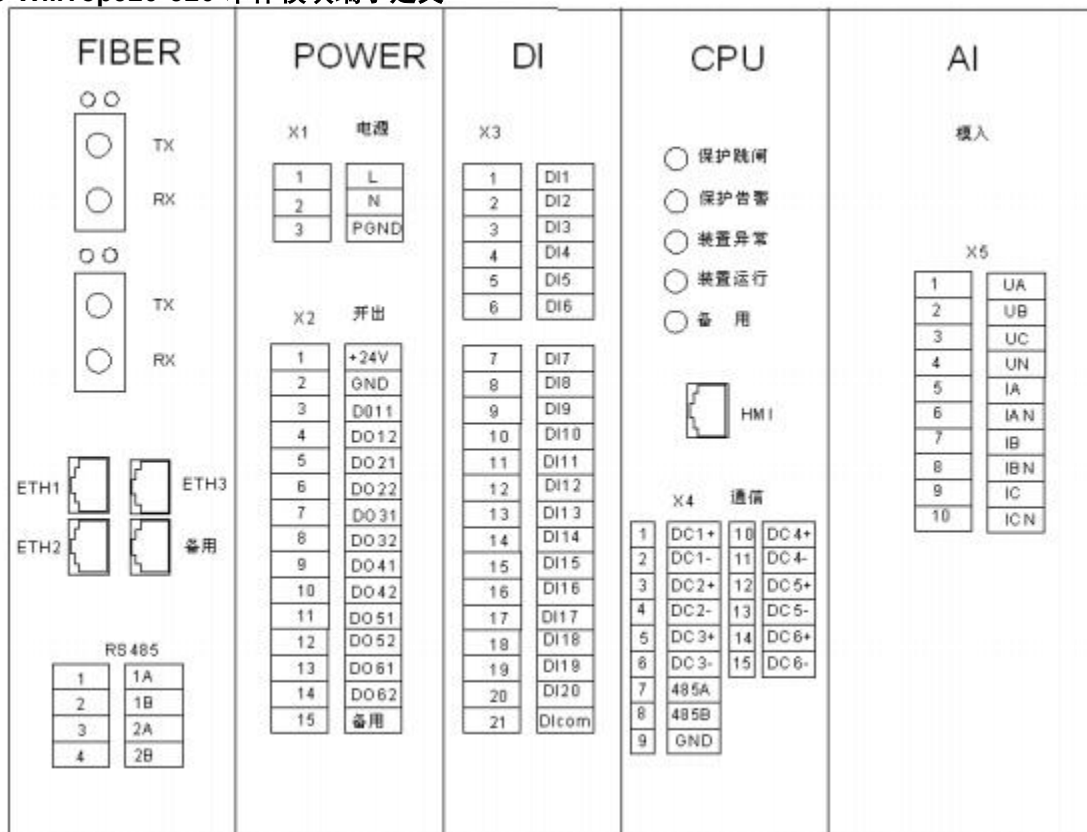 FIBER
TX
RX
TX
RX
ETH1
ETH3
ETH2
备用
RS485
1 1A
2 1B
3 2A
4 2B
POWER
X1 电源
1 L
2 N
3 PGND
X2 开出
1 +24V
2 GND
3 D011
4 DO12
5 DO21
6 DO22
7 DO31
8 DO32
9 DO41
10 DO42
11 DO51
12 DO52
13 DO61
14 DO62
15 备用
DI
X3
1 DI1
2 DI2
3 DI3
4 DI4
5 DI5
6 DI6
7 DI7
8 DI8
9 DI9
10 DI10
11 DI11
12 DI12
13 DI13
14 DI14
15 DI15
16 DI16
17 DI17
18 DI18
19 DI19
20 DI20
21 DIcom
CPU
保护跳闸
保护告警
装置异常
装置运行
备 用
HMI
X4 通信
1 DC1+ 10 DC4+
2 DC1- 11 DC4-
3 DC2+ 12 DC5+
4 DC2- 13 DC5-
5 DC3+ 14 DC6+
6 DC3- 15 DC6-
7 485A
8 485B
9 GND
AI
模入
X5
1 UA
2 UB
3 UC
4 UN
5 IA
6 IAN
7 IB
8 IBN
9 IC
10 ICN